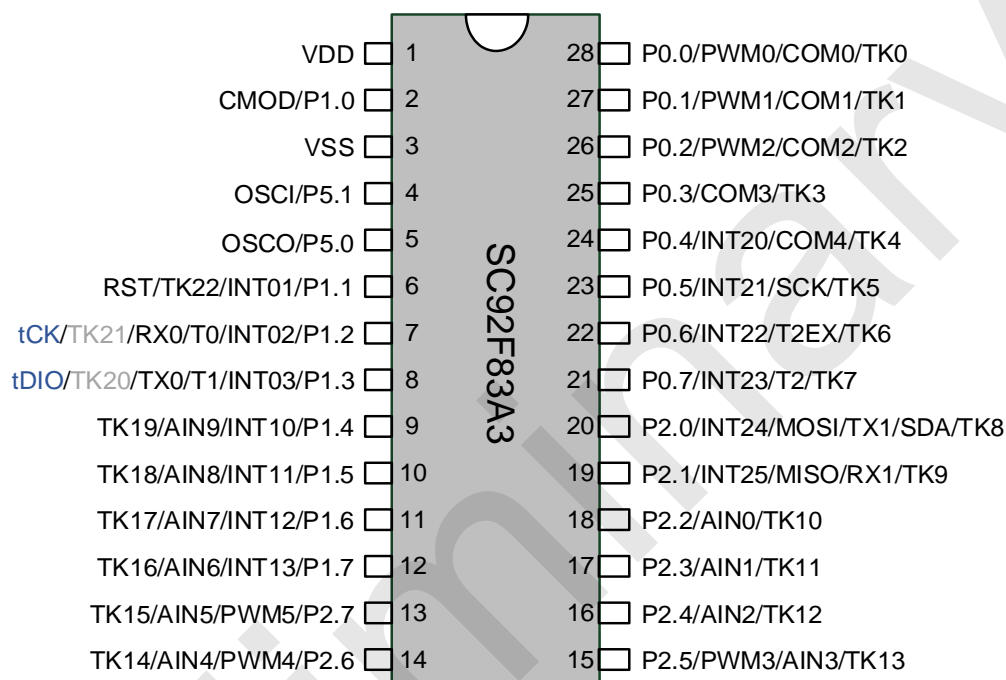 VDD 1 28 P0.0/PWM0/COM0/TK0
CMOD/P1.0 2 27 P0.1/PWM1/COM1/TK1
VSS 3 26 P0.2/PWM2/COM2/TK2
OSCI/P5.1 4 25 P0.3/COM3/TK3
OSCO/P5.0 5 24 P0.4/INT20/COM4/TK4
RST/TK22/INT01/P1.1 6 23 P0.5/INT21/SCK/TK5
tCK/TK21/RX0/T0/INT02/P1.2 7 22 P0.6/INT22/T2EX/TK6
tDIO/TK20/TX0/T1/INT03/P1.3 8 21 P0.7/INT23/T2/TK7
TK19/AIN9/INT10/P1.4 9 20 P2.0/INT24/MOSI/TX1/SDA/TK8
TK18/AIN8/INT11/P1.5 10 19 P2.1/INT25/MISO/RX1/TK9
TK17/AIN7/INT12/P1.6 11 18 P2.2/AIN0/TK10
TK16/AIN6/INT13/P1.7 12 17 P2.3/AIN1/TK11
TK15/AIN5/PWM5/P2.7 13 16 P2.4/AIN2/TK12
TK14/AIN4/PWM4/P2.6 14 15 P2.5/PWM3/AIN3/TK13
SC92F83A3